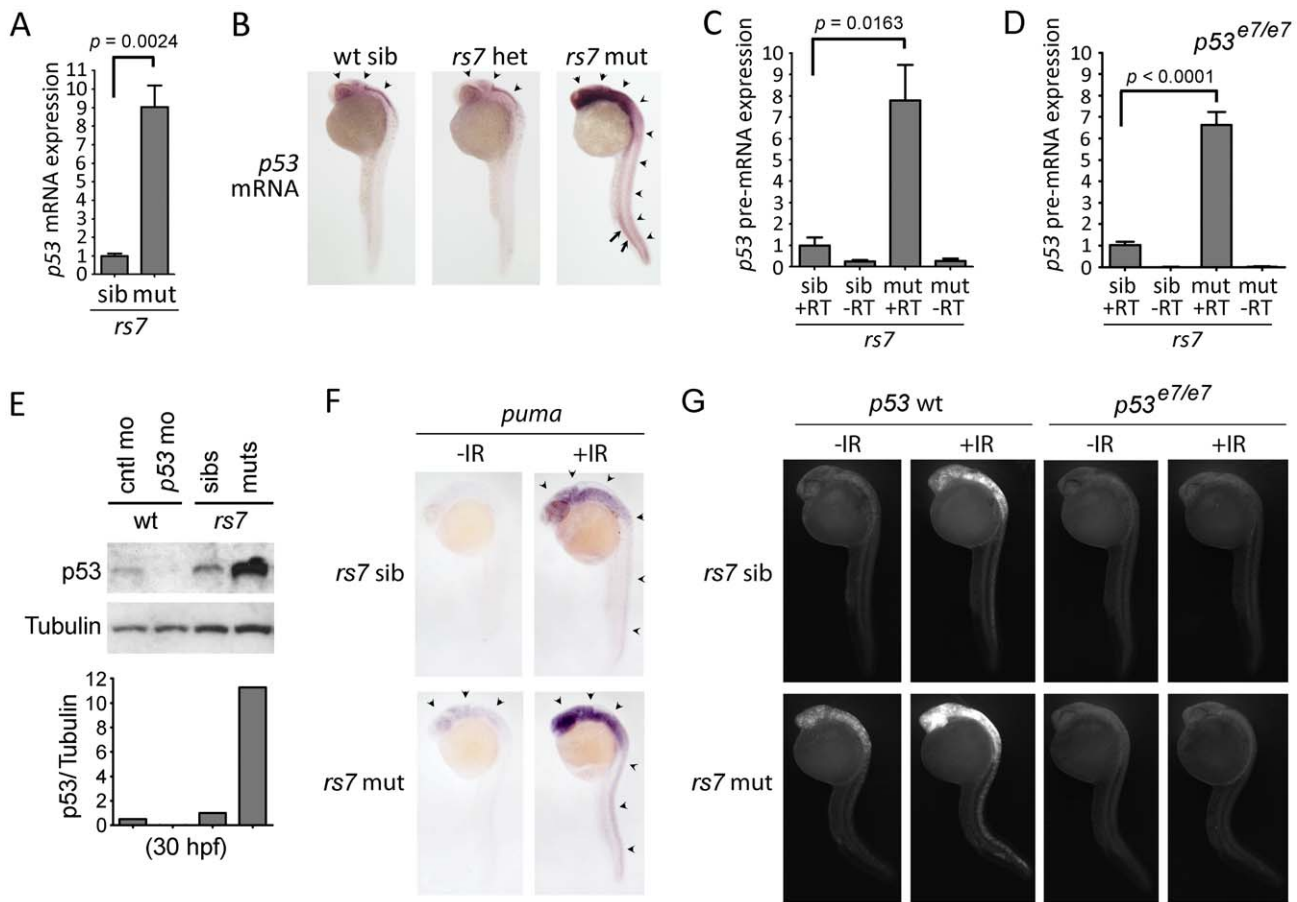 A
p = 0.0024
p53 mRNA expression
11
10
9
8
7
6
5
4
3
2
1
0
sib mut
rs7
B
wt sib
rs7 het
rs7 mut
p53
mRNA
C
p = 0.0163
p53 pre-mRNA expression
10
9
8
7
6
5
4
3
2
1
0
sib sib mut mut
+RT -RT +RT -RT
rs7
D
p53 e7/e7
p < 0.0001
p53 pre-mRNA expression
10
9
8
7
6
5
4
3
2
1
0
sib sib mut mut
+RT -RT +RT -RT
rs7
E
cntl mo
p53 mo
sibs
muts
wt
rs7
p53
Tubulin
p53/Tubulin
12
10
8
6
4
2
0
(30 hpf)
F
puma
-IR +IR
rs7 sib
rs7 mut
G
p53 wt
p53 e7/e7
-IR +IR -IR +IR
rs7 sib
rs7 mut